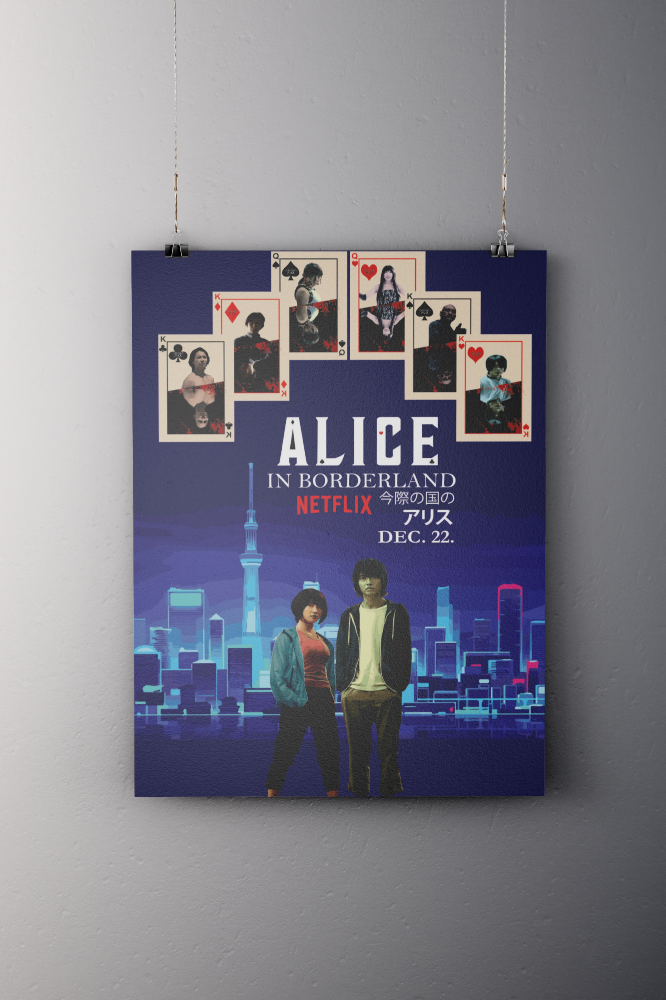 Q Q
K K
K K
ALICE
IN BORDERLAND
NETFLIX 今際の国の
アリス
DEC. 22.